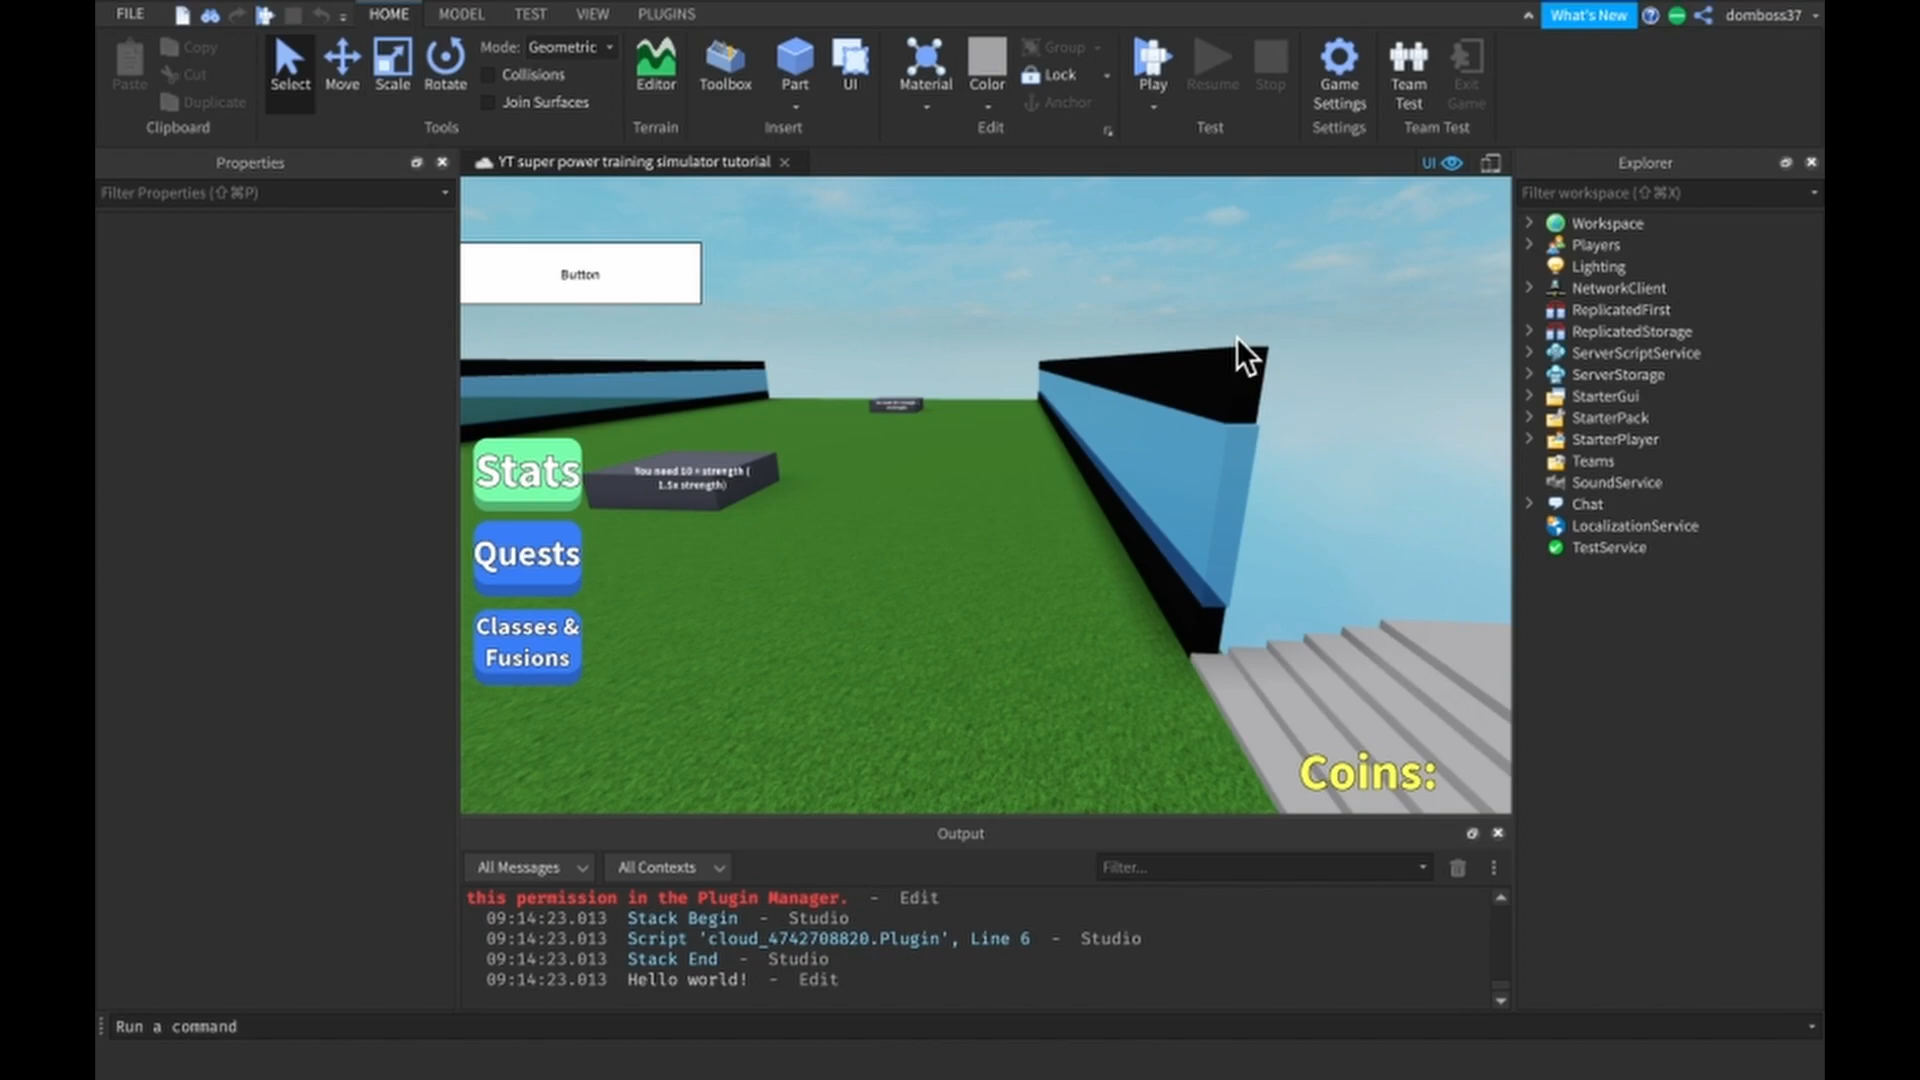 FILE HOME MODEL TEST VIEW PLUGINS What's New domboss37
Paste Copy Cut Duplicate Clipboard
Select Move Scale Rotate Mode: Geometric Collisions Join Surfaces Tools
Editor Terrain
Toolbox Part UI Insert
Material Color Group Lock Anchor Edit
Play Resume Stop Test
Game Settings Settings
Team Test Exit Game Team Test
Properties
Filter Properties (⇧⌘P)
YT super power training simulator tutorial
UI
Button
You need 10 + strength (
1.5x strength)
Stats
Quests
Classes &
Fusions
Coins:
Explorer
Filter workspace (⇧⌘X)
Workspace
Players
Lighting
NetworkClient
ReplicatedFirst
ReplicatedStorage
ServerScriptService
ServerStorage
StarterGui
StarterPack
StarterPlayer
Teams
SoundService
Chat
LocalizationService
TestService
Output
All Messages All Contexts Filter...
this permission in the Plugin Manager. - Edit
09:14:23.013 Stack Begin - Studio
09:14:23.013 Script 'cloud_4742708820.Plugin', Line 6 - Studio
09:14:23.013 Stack End - Studio
09:14:23.013 Hello world! - Edit
Run a command